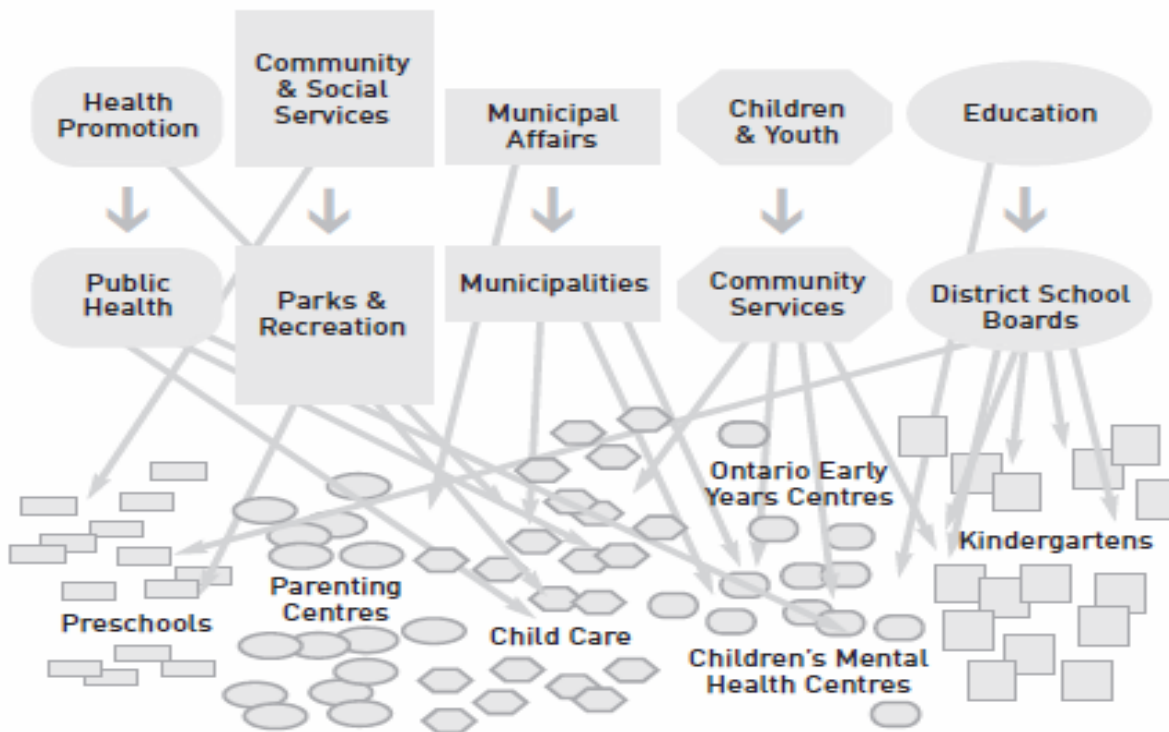 Health
Promotion
Community
& Social
Services
Municipal
Affairs
Children
& Youth
Education
Public
Health
Parks &
Recreation
Municipalities
Community
Services
District School
Boards
Preschools
Parenting
Centres
Child Care
Ontario Early
Years Centres
Children's Mental
Health Centres
Kindergartens